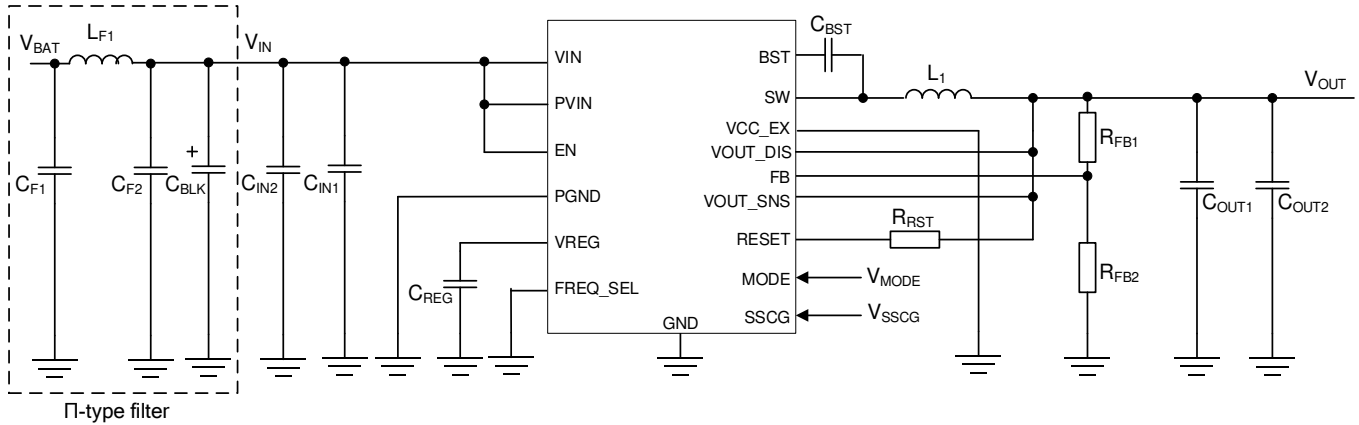 V_BAT
L_F1
V_IN
C_F1
C_F2
+
C_BLK
C_IN2
C_IN1
Π-type filter
VIN
PVIN
EN
PGND
VREG
FREQ_SEL
C_REG
GND
BST
SW
VCC_EX
VOUT_DIS
FB
VOUT_SNS
RESET
MODE
SSCG
C_BST
L_1
R_RST
V_MODE
V_SSCG
R_FB1
R_FB2
V_OUT
C_OUT1
C_OUT2